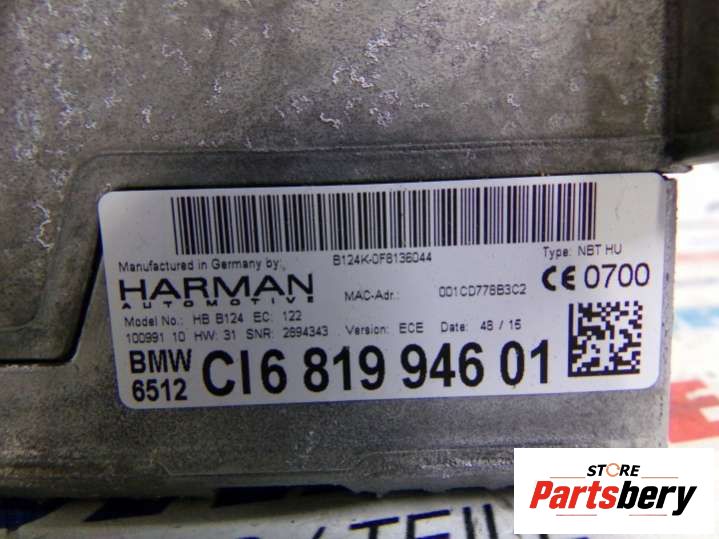 B124K-0F8136044
Manufactured in Germany by:
Type: NBT HU
HARMAN
AUTOMOTIVE
MAC-Adr.: 001CD776B3C2
CE 0700
Model No.: HB B124 EC: 122
100991 10 HW: 31 SNR: 2894343 Version: ECE Date: 48 / 15
BMW
6512
CI6 819 946 01
STORE
Partsbery